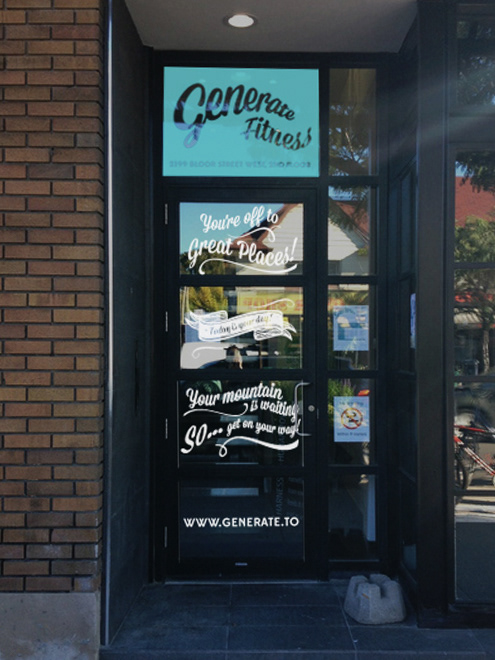 Generate
Fitness
You're off to
Great Places!
Today is your day!
Your mountain
is waiting
SO... get on your way!
WWW.GENERATE.TO